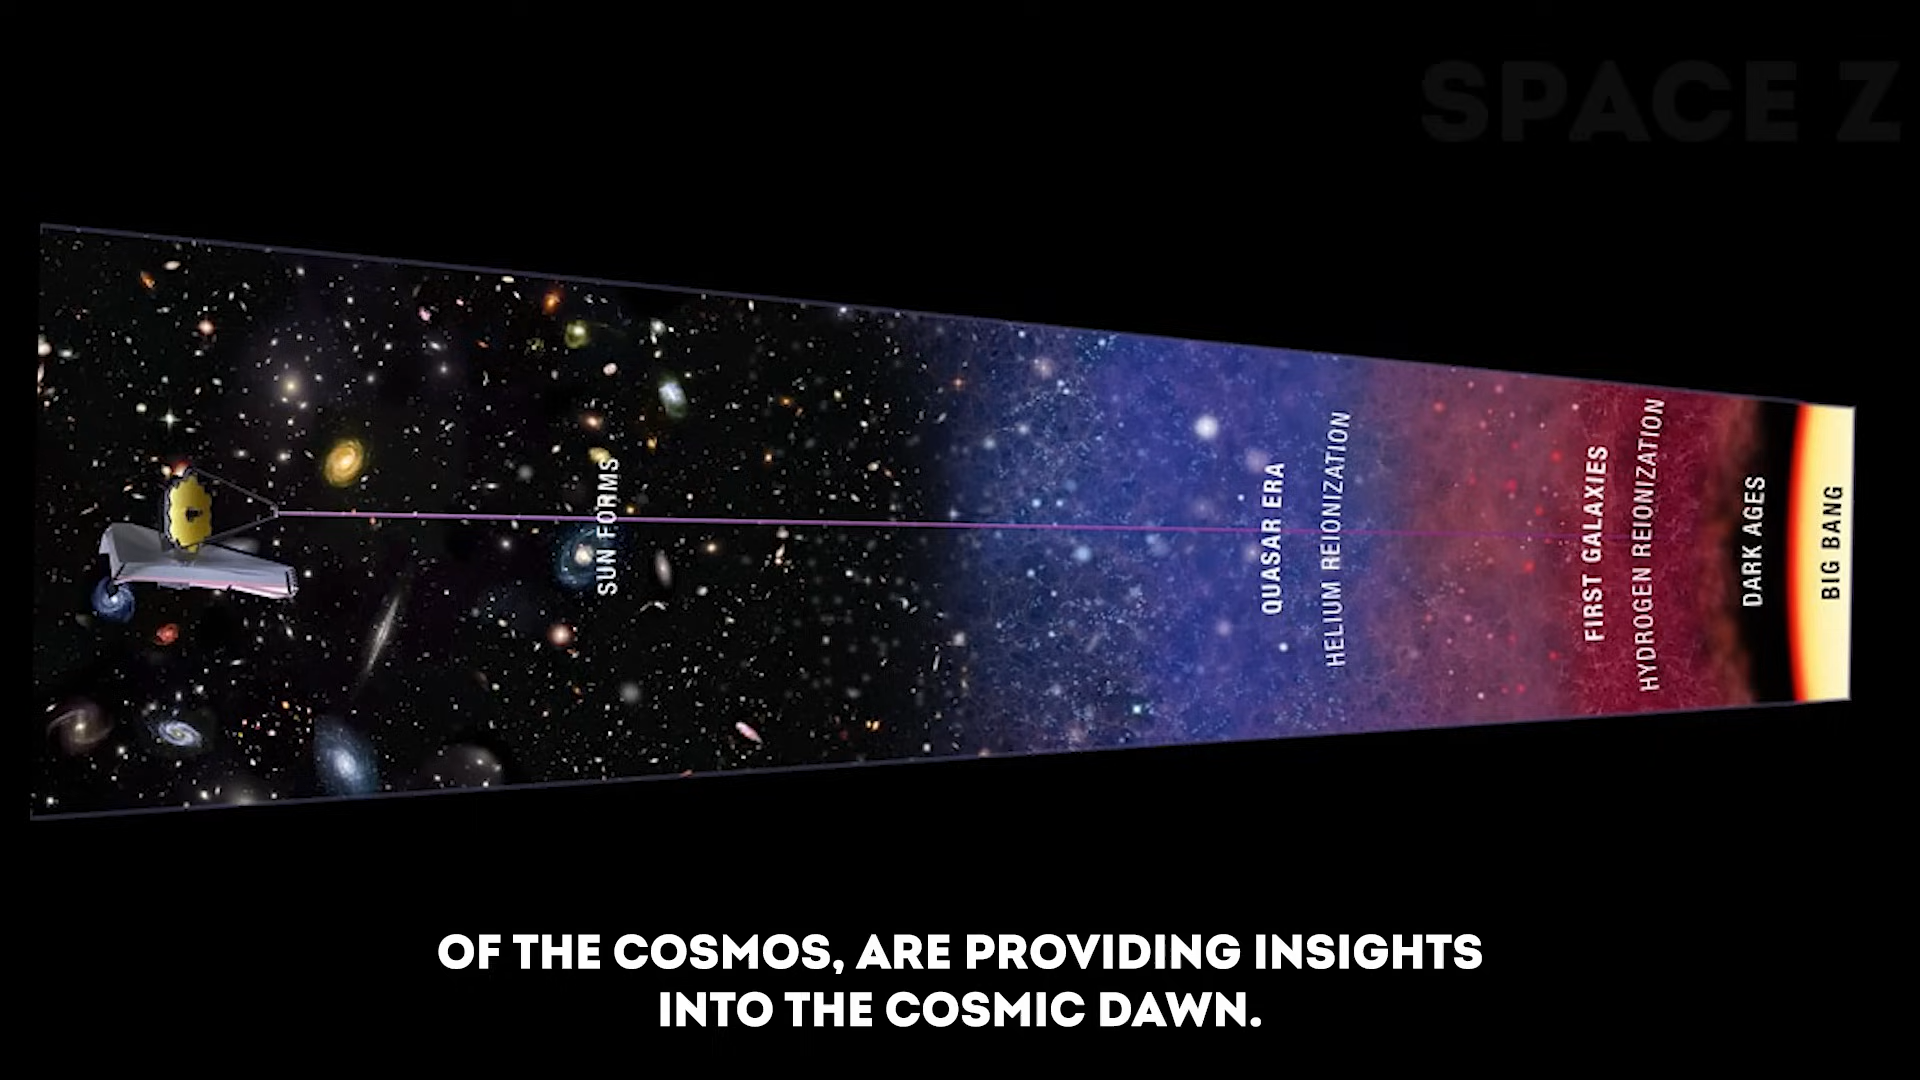 SPACE Z
SUN FORMS
QUASAR ERA
HELIUM REIONIZATION
FIRST GALAXIES
HYDROGEN REIONIZATION
DARK AGES
BIG BANG
OF THE COSMOS, ARE PROVIDING INSIGHTS
INTO THE COSMIC DAWN.